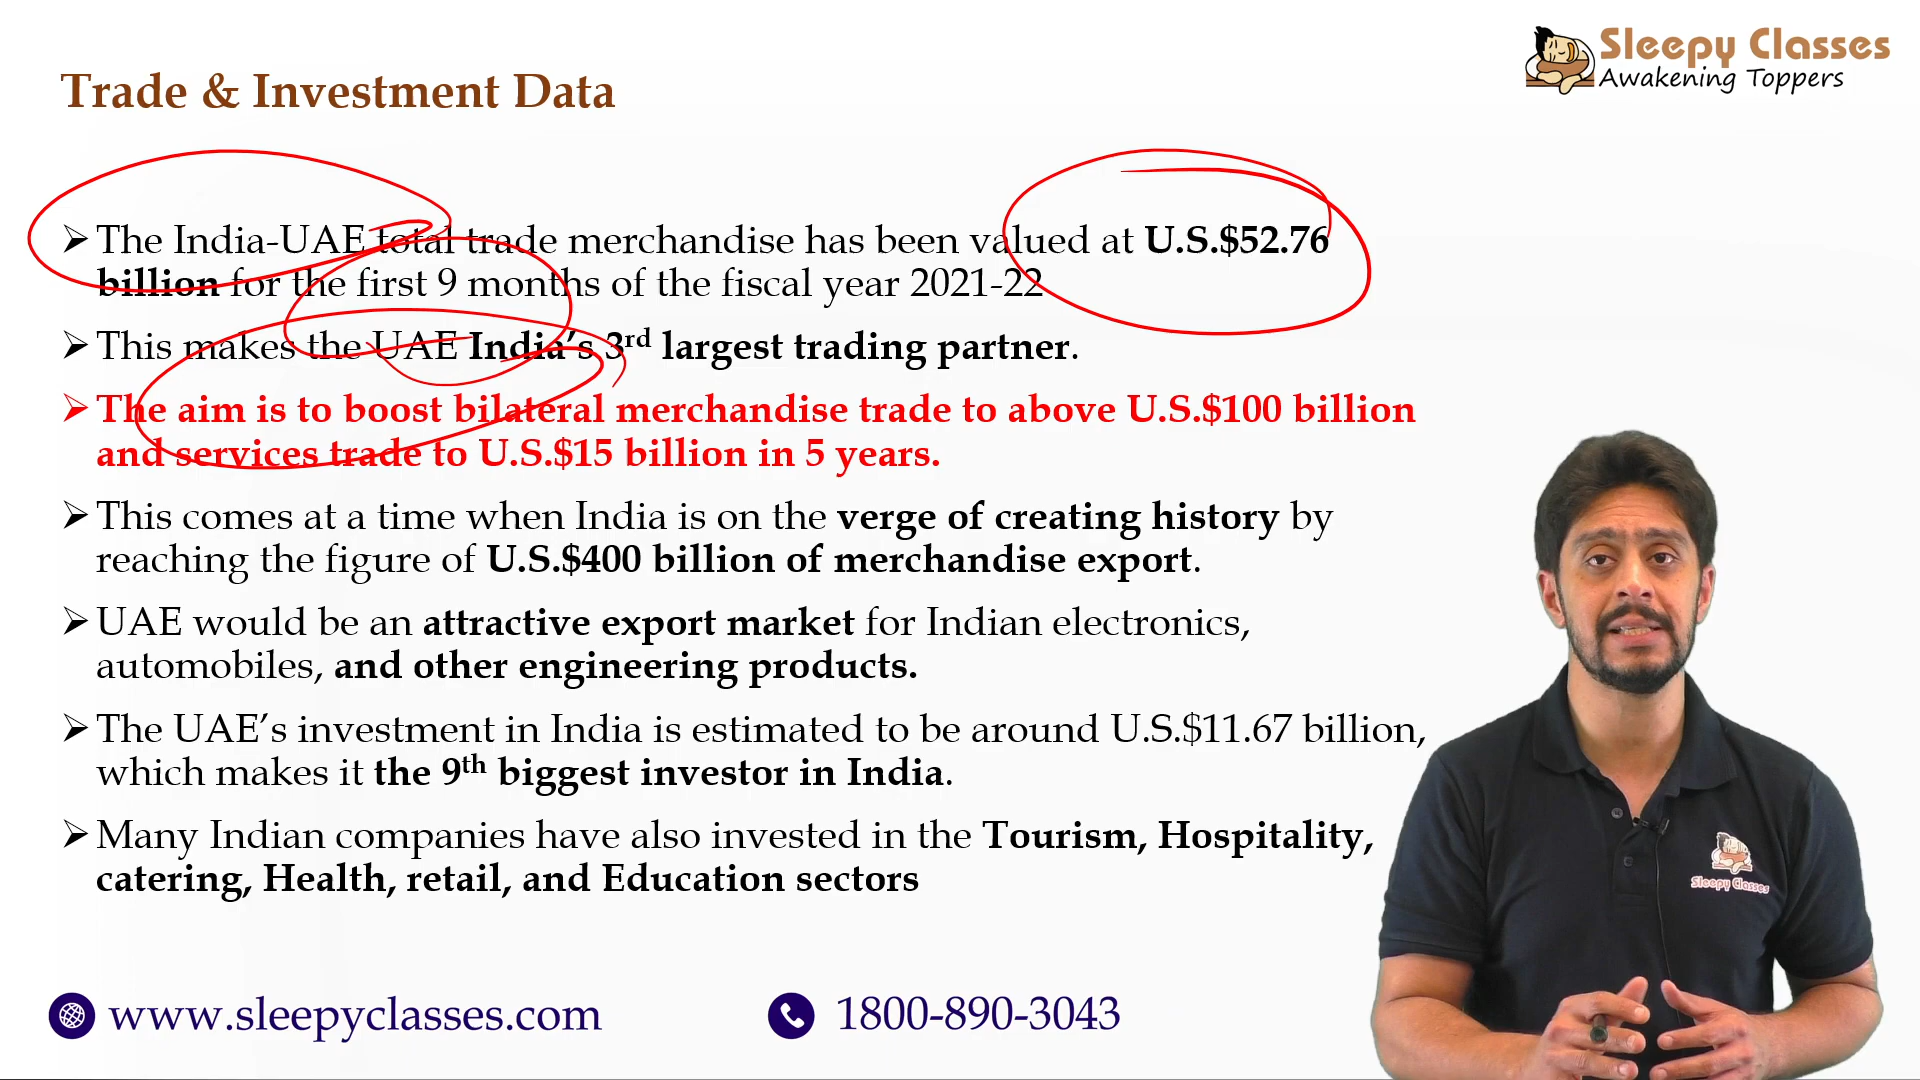 Sleepy Classes
Awakening Toppers
Trade & Investment Data
➢ The India-UAE total trade merchandise has been valued at U.S.$52.76
billion for the first 9 months of the fiscal year 2021-22
➢ This makes the UAE India’s 3rd largest trading partner.
➢ The aim is to boost bilateral merchandise trade to above U.S.$100 billion
and services trade to U.S.$15 billion in 5 years.
➢ This comes at a time when India is on the verge of creating history by
reaching the figure of U.S.$400 billion of merchandise export.
➢ UAE would be an attractive export market for Indian electronics,
automobiles, and other engineering products.
➢ The UAE’s investment in India is estimated to be around U.S.$11.67 billion,
which makes it the 9th biggest investor in India.
➢ Many Indian companies have also invested in the Tourism, Hospitality,
catering, Health, retail, and Education sectors
Sleepy Classes
www.sleepyclasses.com
1800-890-3043